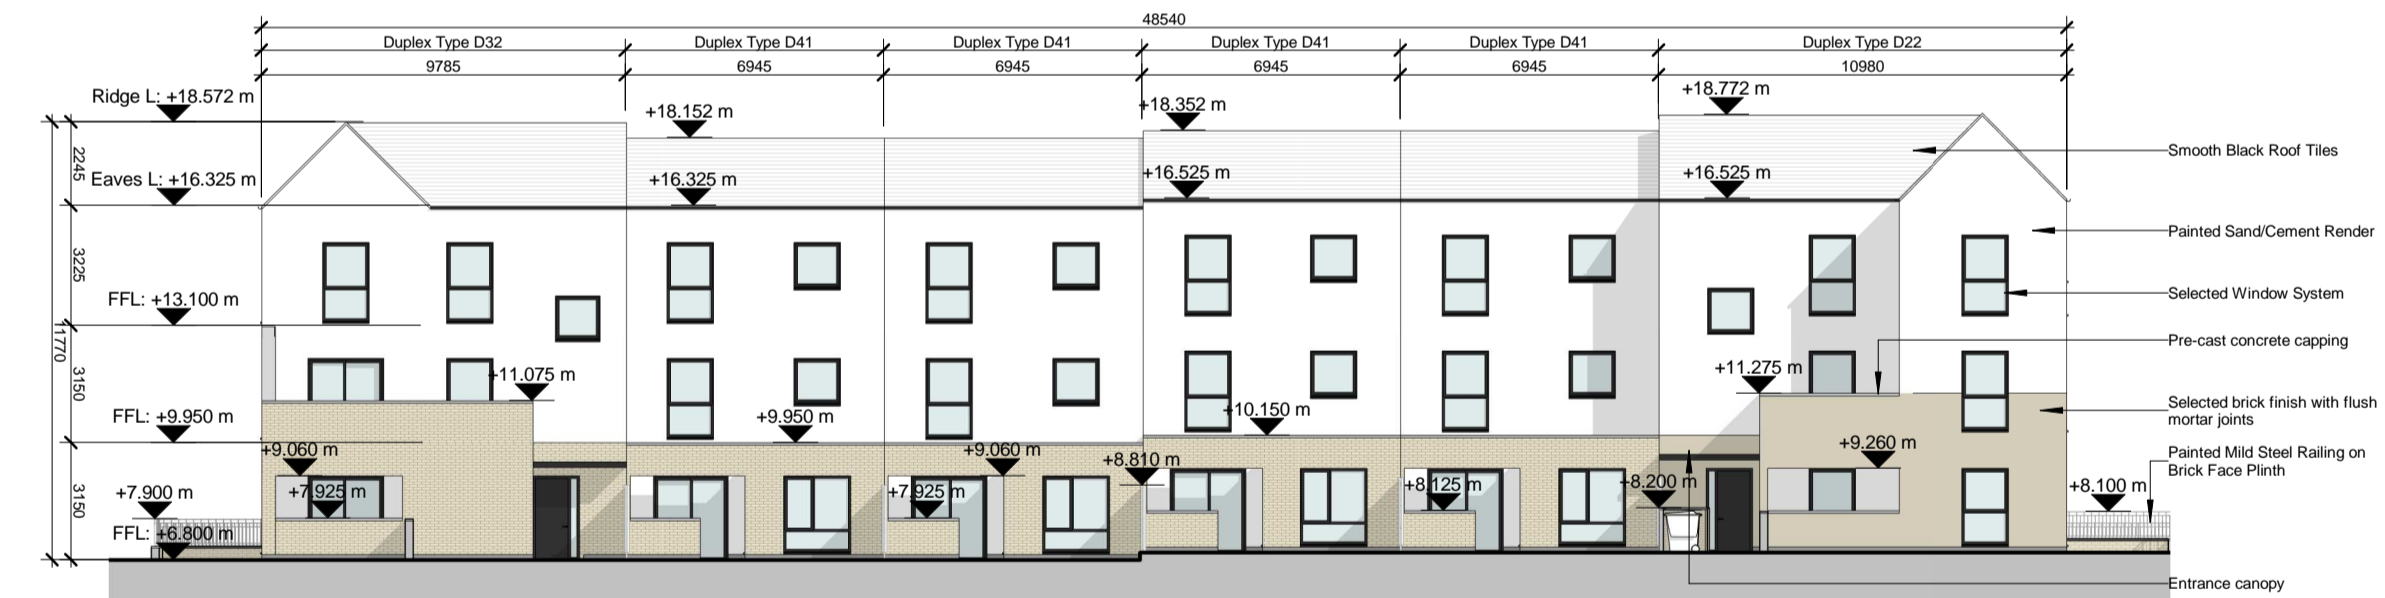 48540
Duplex Type D32
Duplex Type D41
Duplex Type D41
Duplex Type D41
Duplex Type D41
Duplex Type D22
9785
6945
6945
6945
6945
10980
Ridge L: +18.572 m
+18.152 m
+18.352 m
+18.772 m
Smooth Black Roof Tiles
2245
Eaves L: +16.325 m
+16.325 m
+16.525 m
+16.525 m
Painted Sand/Cement Render
3225
FFL: +13.100 m
Selected Window System
11770
Pre-cast concrete capping
3150
+11.075 m
+11.275 m
FFL: +9.950 m
+9.950 m
+10.150 m
Selected brick finish with flush
mortar joints
+9.060 m
+9.060 m
+8.810 m
+9.260 m
Painted Mild Steel Railing on
Brick Face Plinth
3150
+7.900 m
+7.925 m
+7.925 m
+8.125 m
+8.200 m
+8.100 m
FFL: +6.800 m
Entrance canopy